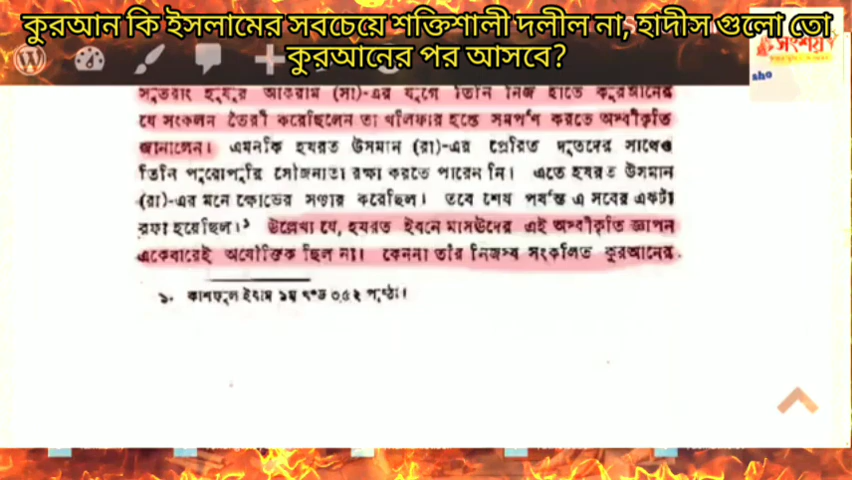 কুরআন কি ইসলামের সবচেয়ে শক্তিশালী দলীল না, হাদীস গুলো তো
কুরআনের পর আসবে?
সংশয়
sho
সুতরাং হুযুর আকরাম (সাঃ)-এর যুগে তিনি নিজ হাতে কুরআনের
যে সংকলন তৈরী করেছিলেন তা খলিফার হস্তে সমর্পণ করতে অস্বীকৃতি
জানালেন। এমনকি হযরত উসমান (রাঃ)-এর প্রেরিত দূতদের সাথেও
তিনি পুরোপুরি সৌজন্যতা রক্ষা করতে পারেন নি। এতে হযরত উসমান
(রাঃ)-এর মনে ক্ষোভের সঞ্চার করেছিল। তবে শেষ পর্যন্ত এ সবের একটা
রফা হয়েছিল।১ উল্লেখ্য যে, হযরত ইবনে মাসউদের এই অস্বীকৃতি জ্ঞাপন
একেবারেই অযৌক্তিক ছিল না। কেননা তাঁর নিজস্ব সংকলিত কুরআনের
১. কাশফুল ইযাম ১ম খণ্ড ৩৫২ পৃষ্ঠা।